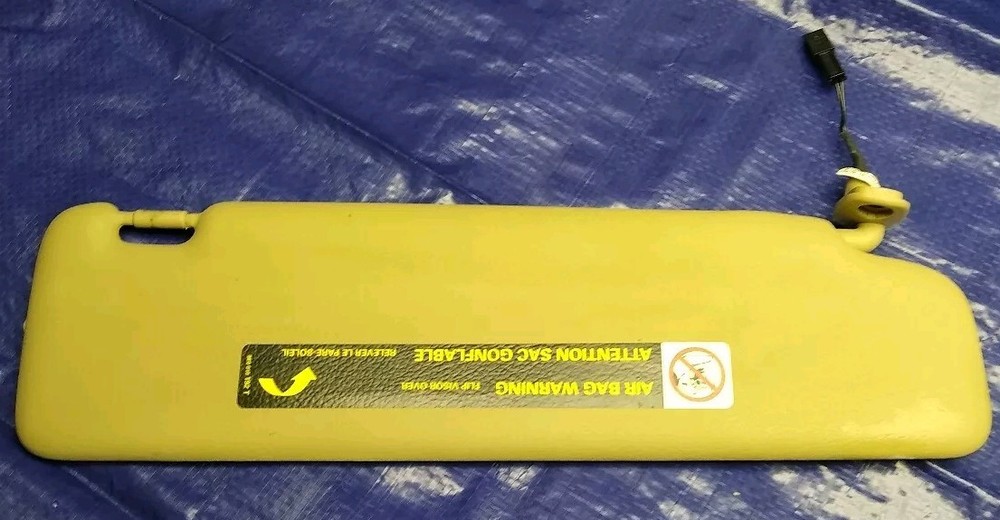 AIR BAG WARNING FLIP VISOR OVER
ATTENTION SAC GONFLABLE RELEVER LE PARE-SOLEIL